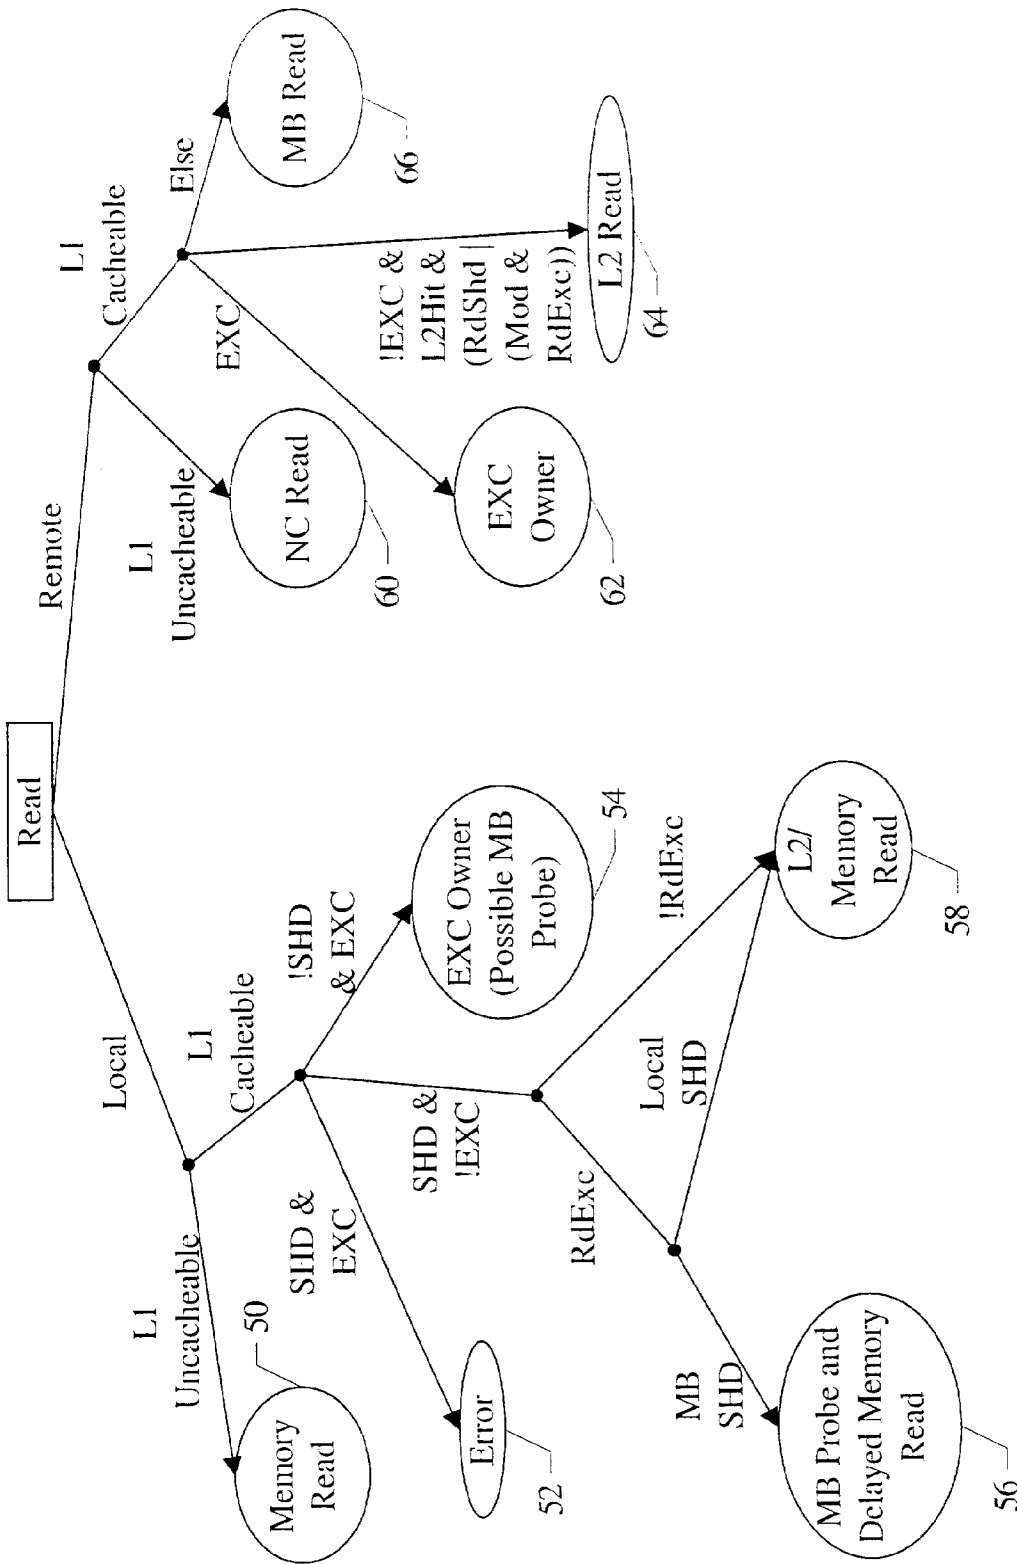 Read
Local
Remote
L1
Uncacheable
L1
Cacheable
Memory
Read
50
SHD &
EXC
!SHD
& EXC
SHD &
!EXC
Error
52
EXC Owner
(Possible MB
Probe)
54
RdExc
!RdExc
MB
SHD
Local
SHD
MB Probe and
Delayed Memory
Read
56
L2/
Memory
Read
58
L1
Uncacheable
L1
Cacheable
NC Read
60
EXC
Else
!EXC &
L2Hit &
(RdShd |
(Mod &
RdExc))
EXC
Owner
62
L2 Read
64
MB Read
66